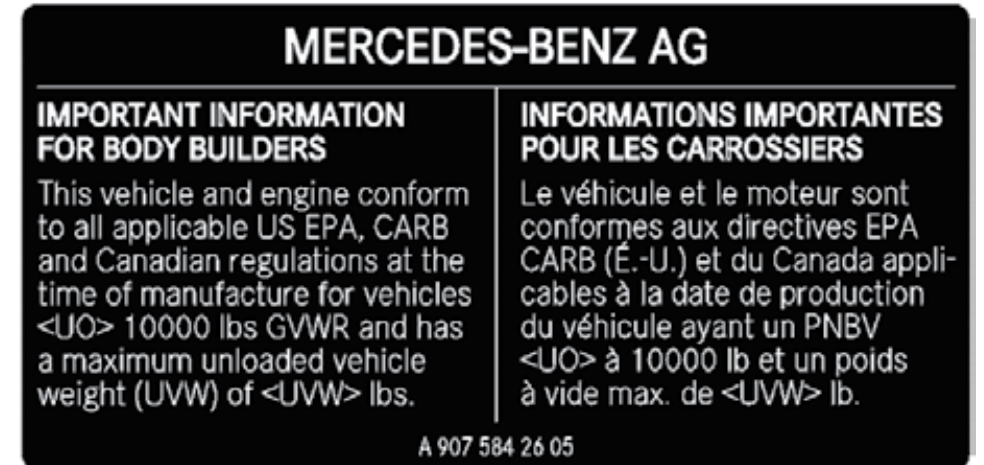 MERCEDES-BENZ AG
IMPORTANT INFORMATION
FOR BODY BUILDERS
This vehicle and engine conform
to all applicable US EPA, CARB
and Canadian regulations at the
time of manufacture for vehicles
<UO> 10000 lbs GVWR and has
a maximum unloaded vehicle
weight (UVW) of <UVW> lbs.
INFORMATIONS IMPORTANTES
POUR LES CARROSSIERS
Le véhicule et le moteur sont
conformes aux directives EPA
CARB (É.-U.) et du Canada appli-
cables à la date de production
du véhicule ayant un PNBV
<UO> à 10000 lb et un poids
à vide max. de <UVW> lb.
A 907 584 26 05